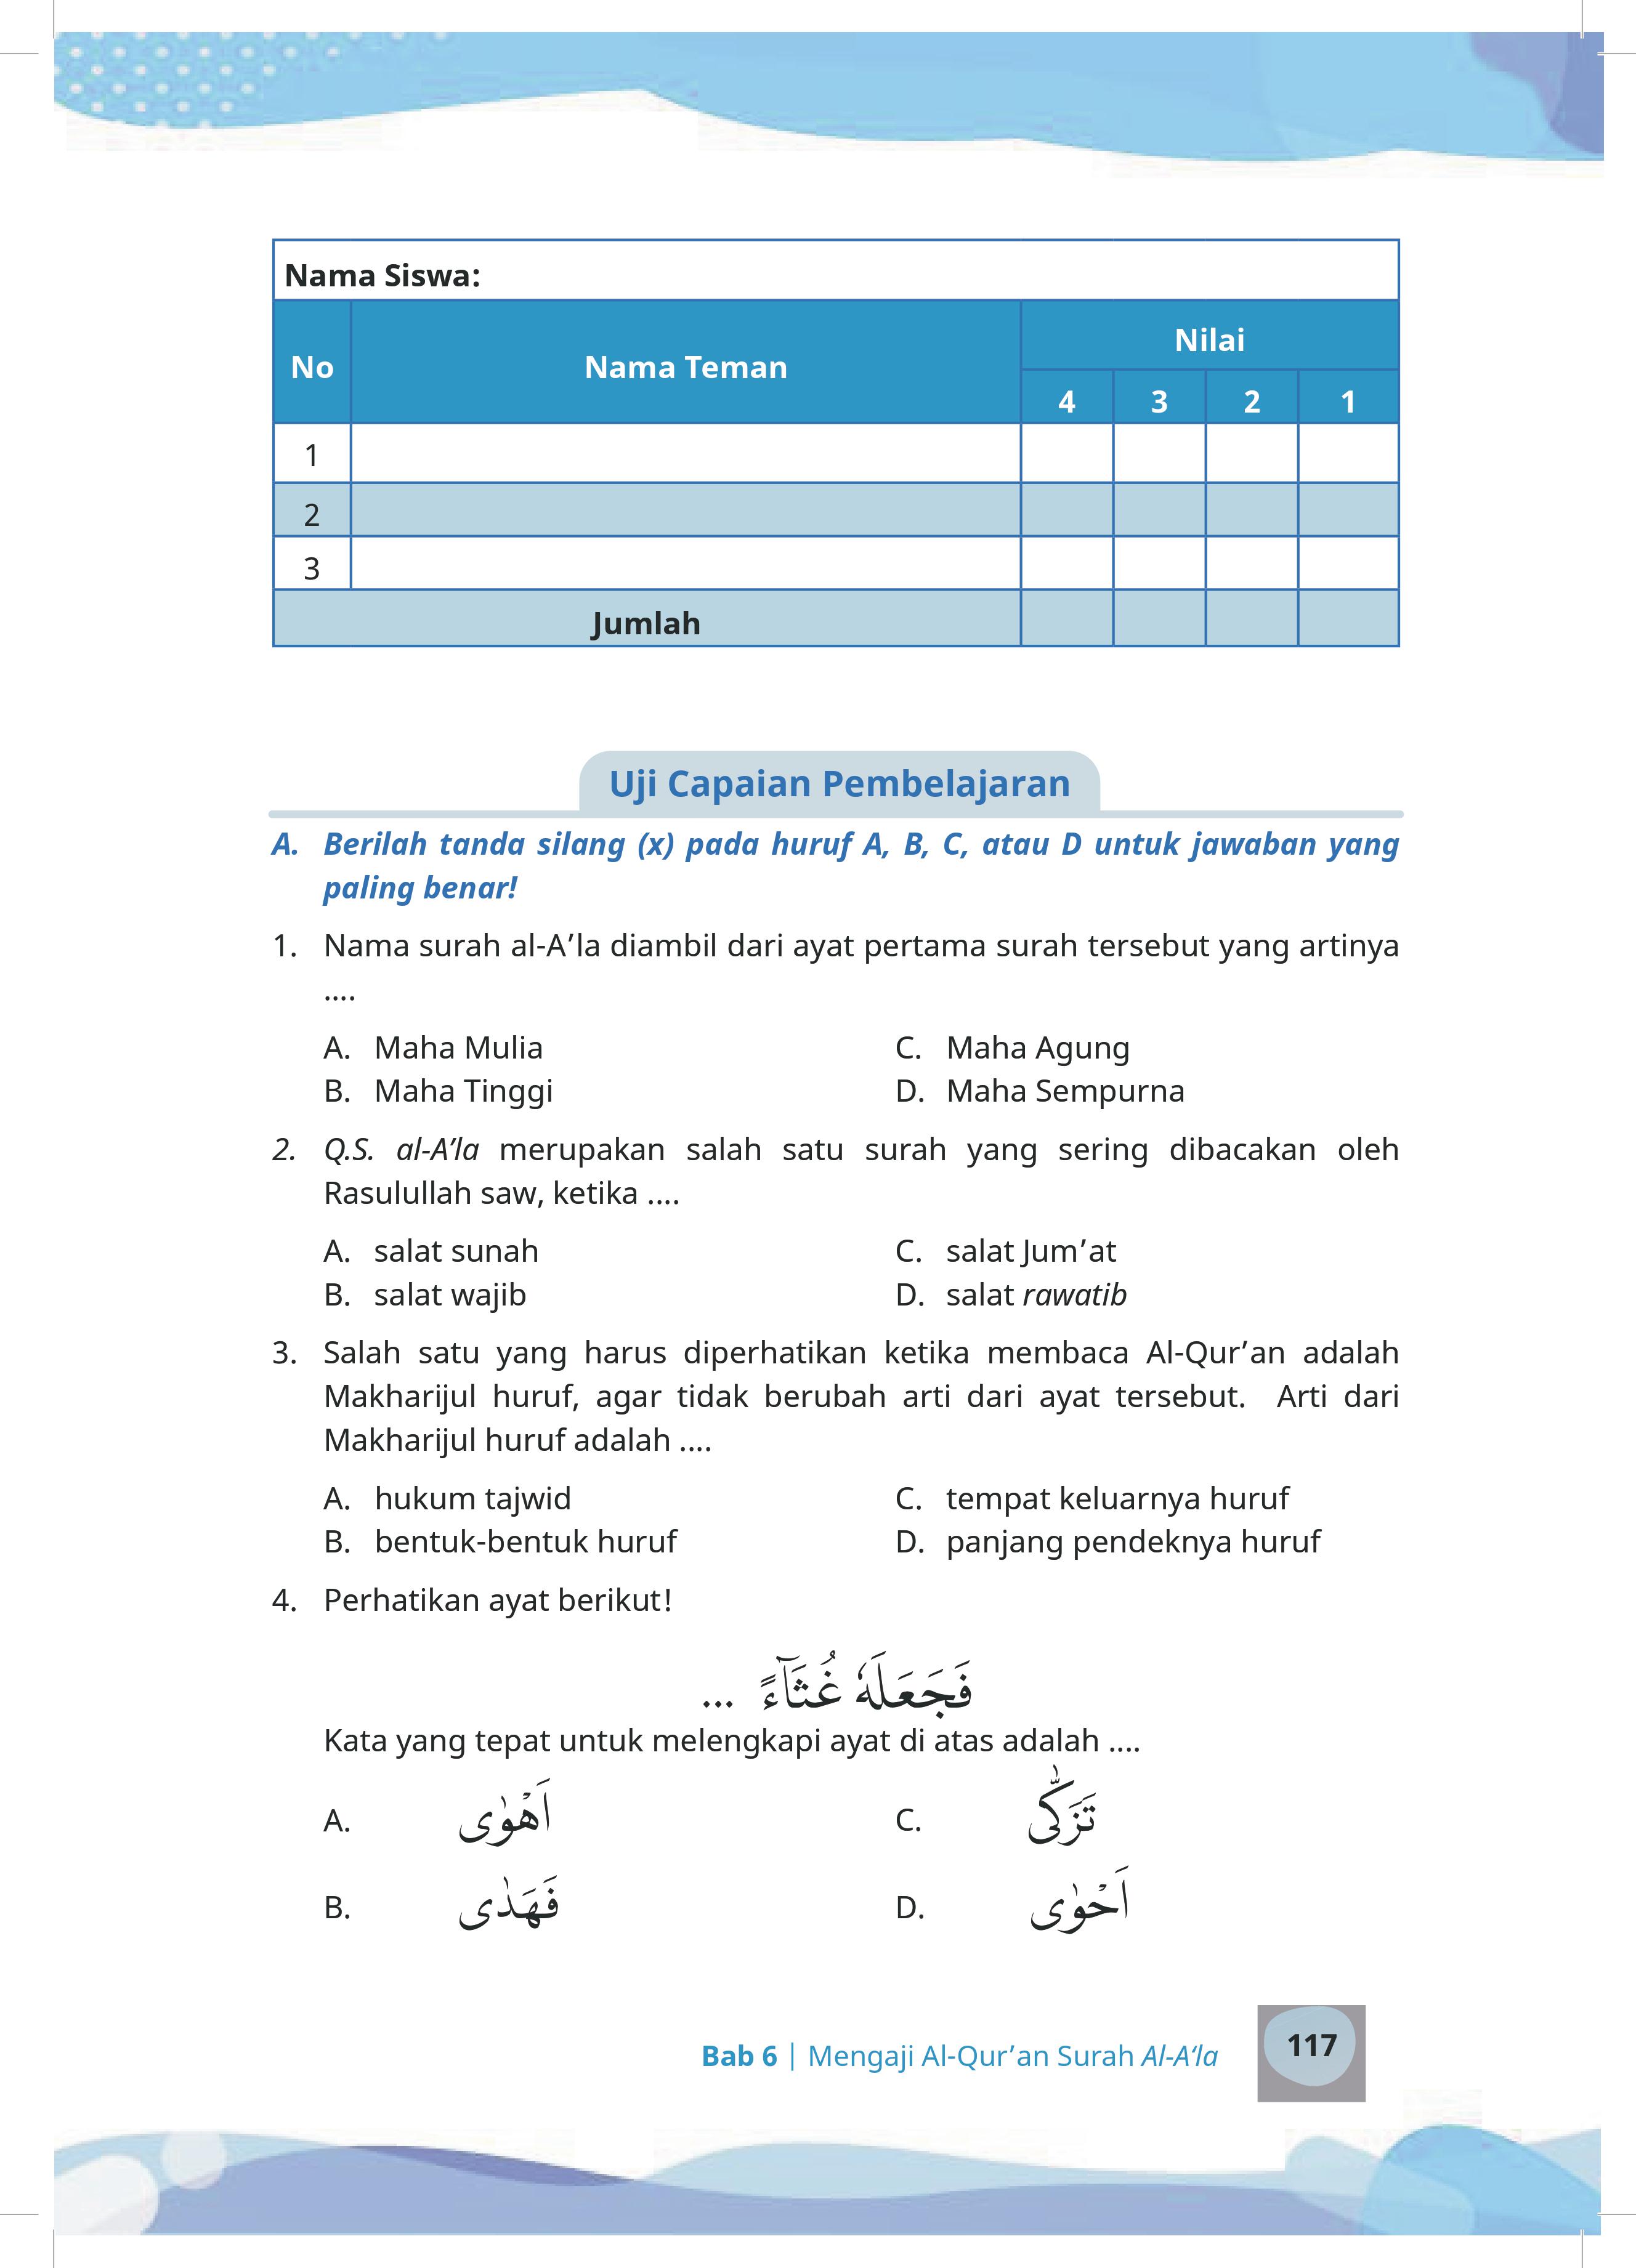 Nama Siswa:
No Nama Teman Nilai
4 3 2 1
1
2
3
Jumlah
Uji Capaian Pembelajaran
A. Berilah tanda silang (x) pada huruf A, B, C, atau D untuk jawaban yang
paling benar!
1. Nama surah al-A’la diambil dari ayat pertama surah tersebut yang artinya
....
A. Maha Mulia C. Maha Agung
B. Maha Tinggi D. Maha Sempurna
2. Q.S. al-A’la merupakan salah satu surah yang sering dibacakan oleh
Rasulullah saw, ketika ....
A. salat sunah C. salat Jum’at
B. salat wajib D. salat rawatib
3. Salah satu yang harus diperhatikan ketika membaca Al-Qur’an adalah
Makharijul huruf, agar tidak berubah arti dari ayat tersebut. Arti dari
Makharijul huruf adalah ....
A. hukum tajwid C. tempat keluarnya huruf
B. bentuk-bentuk huruf D. panjang pendeknya huruf
4. Perhatikan ayat berikut!
فَجَعَلَهٗ غُثَاۤءً ...
Kata yang tepat untuk melengkapi ayat di atas adalah ....
A. اَهْوٰى C. تَزَكّٰى
B. فَهَدٰى D. اَحْوٰى
Bab 6 | Mengaji Al-Qur’an Surah Al-A‘la 117